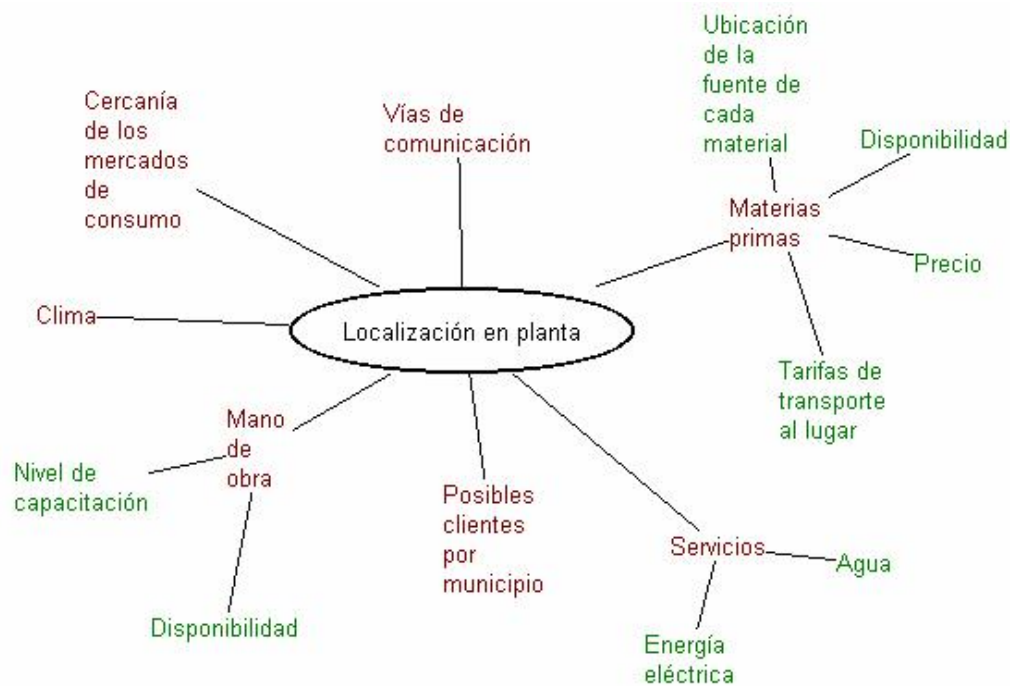 Ubicación
de la
fuente de
cada
material
Cercanía
de los
mercados
de
consumo
Vías de
comunicación
Disponibilidad
Materias
primas
Precio
Clima
Localización en planta
Tarifas de
transporte
al lugar
Mano
de
obra
Nivel de
capacitación
Posibles
clientes
por
municipio
Servicios
Agua
Disponibilidad
Energía
eléctrica